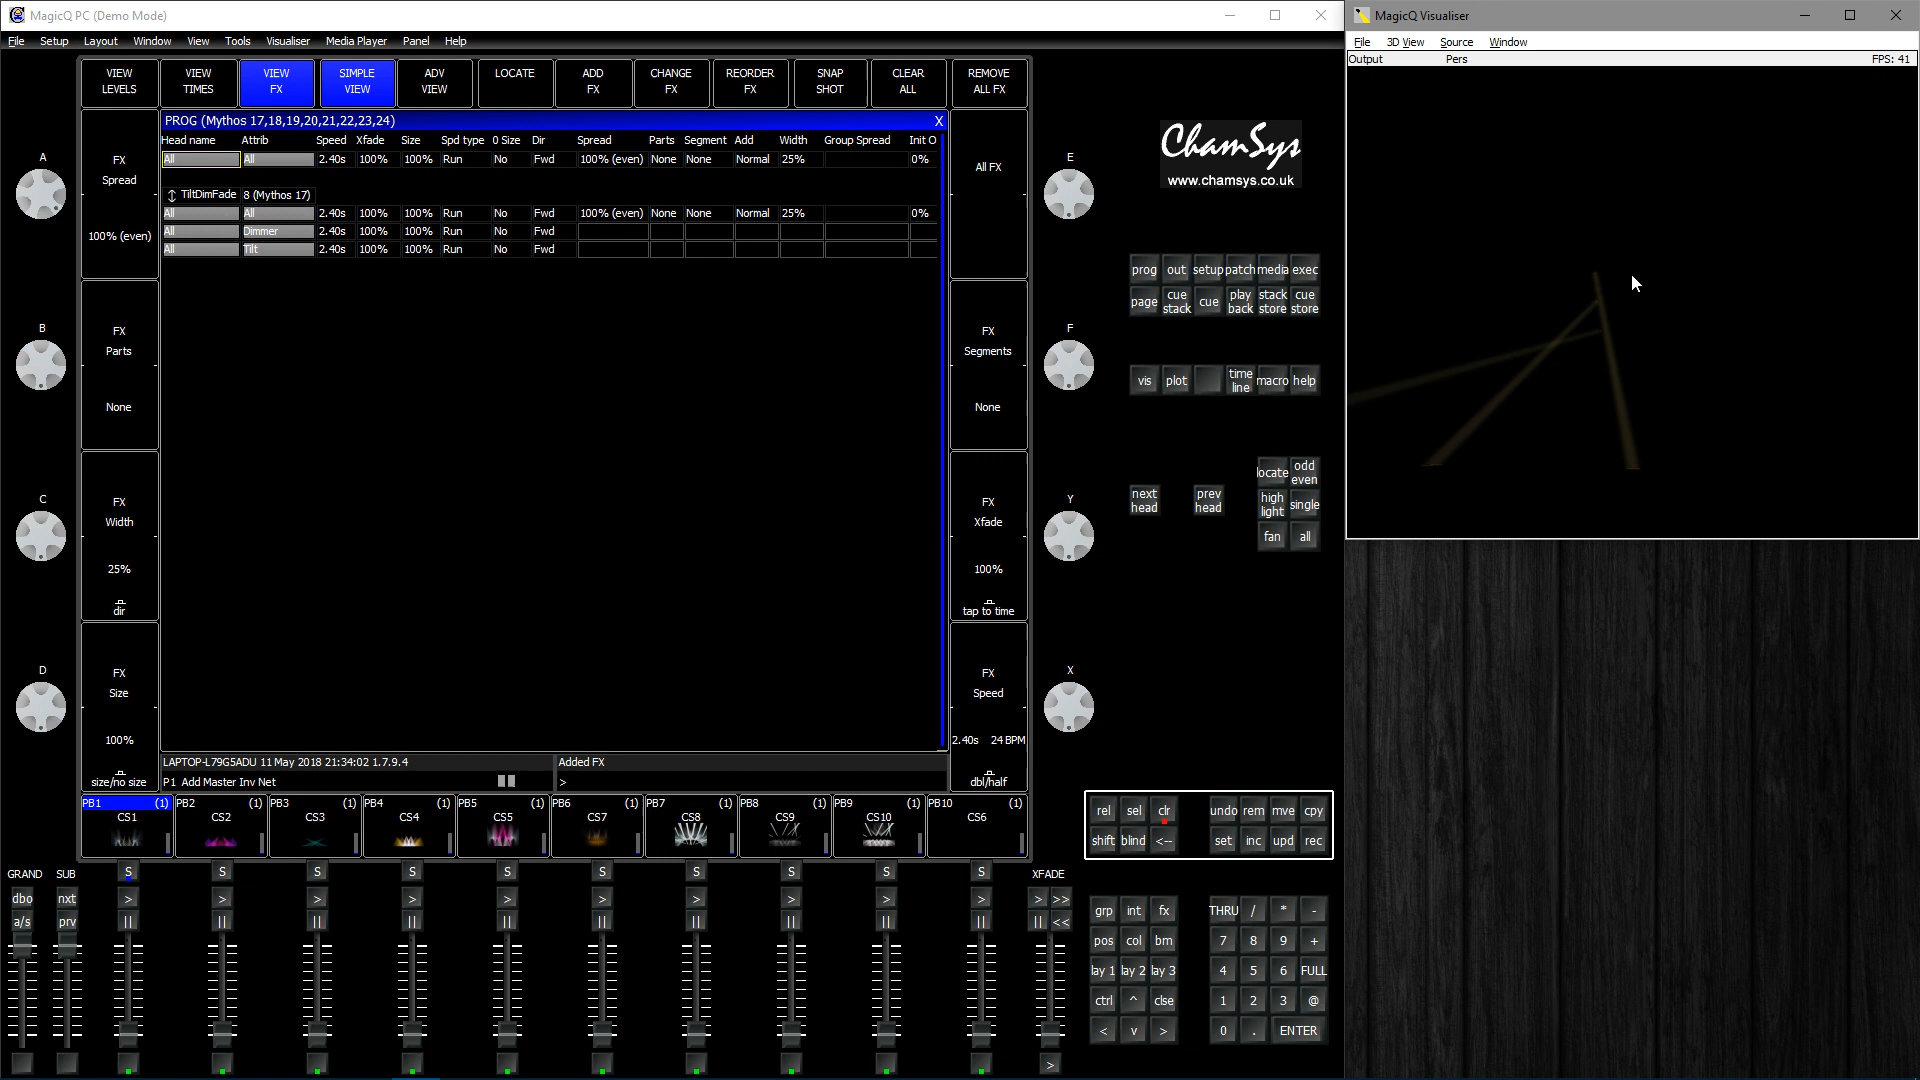 MagicQ PC (Demo Mode)
File Setup Layout Window View Tools Visualiser Media Player Panel Help
VIEW LEVELS
VIEW TIMES
VIEW FX
SIMPLE VIEW
ADV VIEW
LOCATE
ADD FX
CHANGE FX
REORDER FX
SNAP SHOT
CLEAR ALL
REMOVE ALL FX
PROG (Mythos 17,18,19,20,21,22,23,24) X
Head name Attrib Speed Xfade Size Spd type 0 Size Dir Spread Parts Segment Add Width Group Spread Init O
All All 2.40s 100% 100% Run No Fwd 100% (even) None None Normal 25% 0%
TiltDimFade 8 (Mythos 17)
All All 2.40s 100% 100% Run No Fwd 100% (even) None None Normal 25% 0%
All Dimmer 2.40s 100% 100% Run No Fwd
All Tilt 2.40s 100% 100% Run No Fwd
A
FX
Spread
100% (even)
B
FX
Parts
None
C
FX
Width
25%
dir
D
FX
Size
100%
size/no size
All FX
E
FX
Segments
None
F
FX
Xfade
100%
tap to time
Y
FX
Speed
2.40s 24 BPM
dbl/half
X
LAPTOP-L79G5ADU 11 May 2018 21:34:02 1.7.9.4
Added FX
P1 Add Master Inv Net
>
PB1 (1) PB2 (1) PB3 (1) PB4 (1) PB5 (1) PB6 (1) PB7 (1) PB8 (1) PB9 (1) PB10 (1)
CS1 CS2 CS3 CS4 CS5 CS7 CS8 CS9 CS10 CS6
GRAND SUB S S S S S S S S S S XFADE
dbo nxt > > > > > > > > > > > >>
a/s prv || || || || || || || || || || || <<
>
ChamSys
www.chamsys.co.uk
prog out setup patch media exec
page cue stack cue play back stack store cue store
vis plot time line macro help
next head prev head
locate odd even
high light single
fan all
rel sel clr undo rem mve cpy
shift blind <-- set inc upd rec
grp int fx THRU / * -
pos col bm 7 8 9 +
lay 1 lay 2 lay 3 4 5 6 FULL
ctrl ^ clse 1 2 3 @
< v > 0 . ENTER
MagicQ Visualiser
File 3D View Source Window
Output Pers FPS: 41